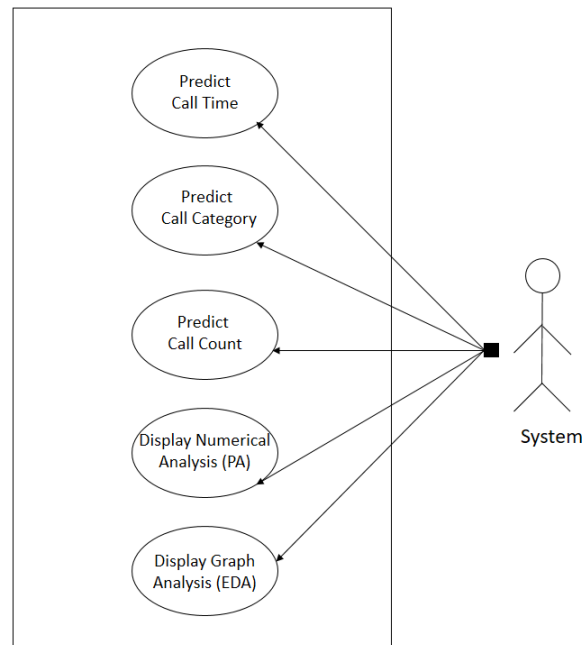 Predict
Call Time
Predict
Call Category
Predict
Call Count
Display Numerical
Analysis (PA)
System
Display Graph
Analysis (EDA)